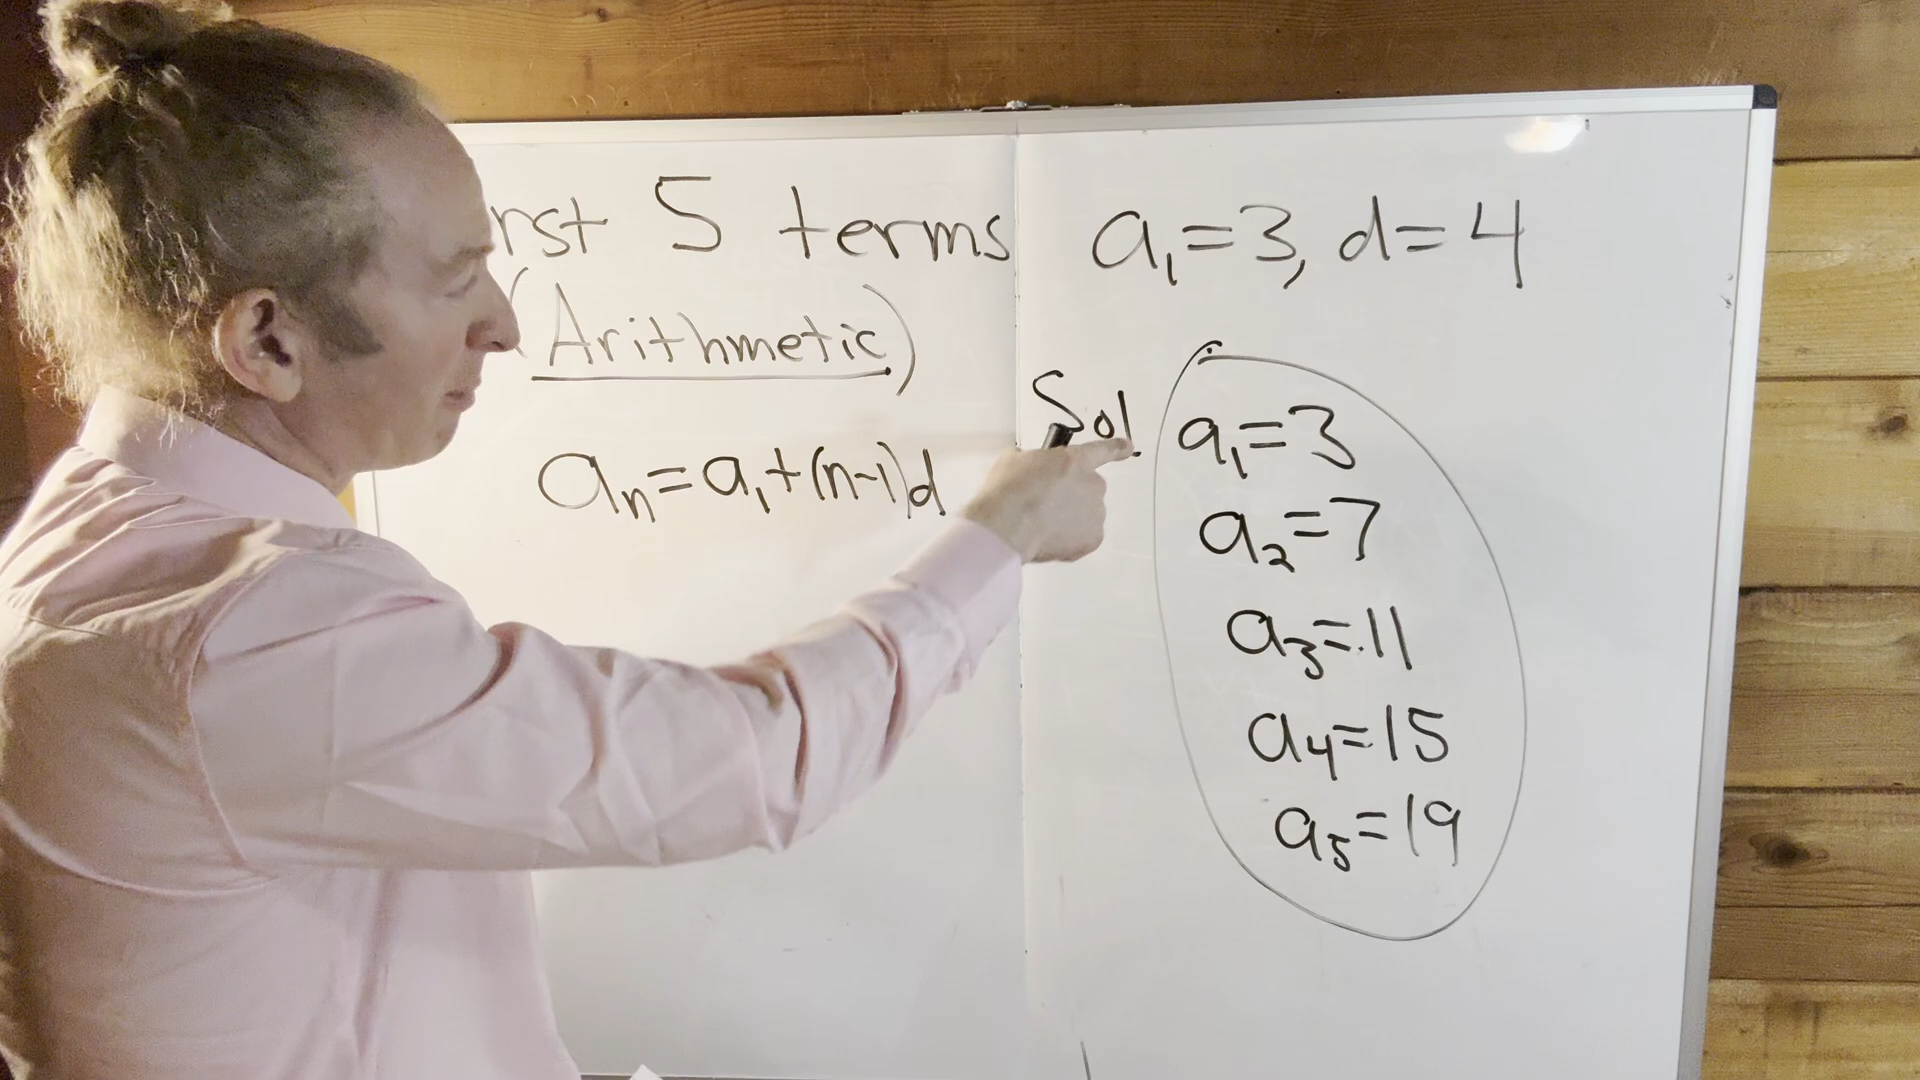 rst 5 terms
(Arithmetic)
aₙ=a₁+(n-1)d
a₁=3, d=4
Sol
a₁=3
a₂=7
a₃=11
a₄=15
a₅=19